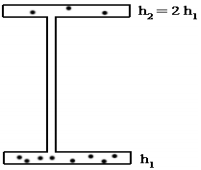 h₂ = 2 h₁
h₁